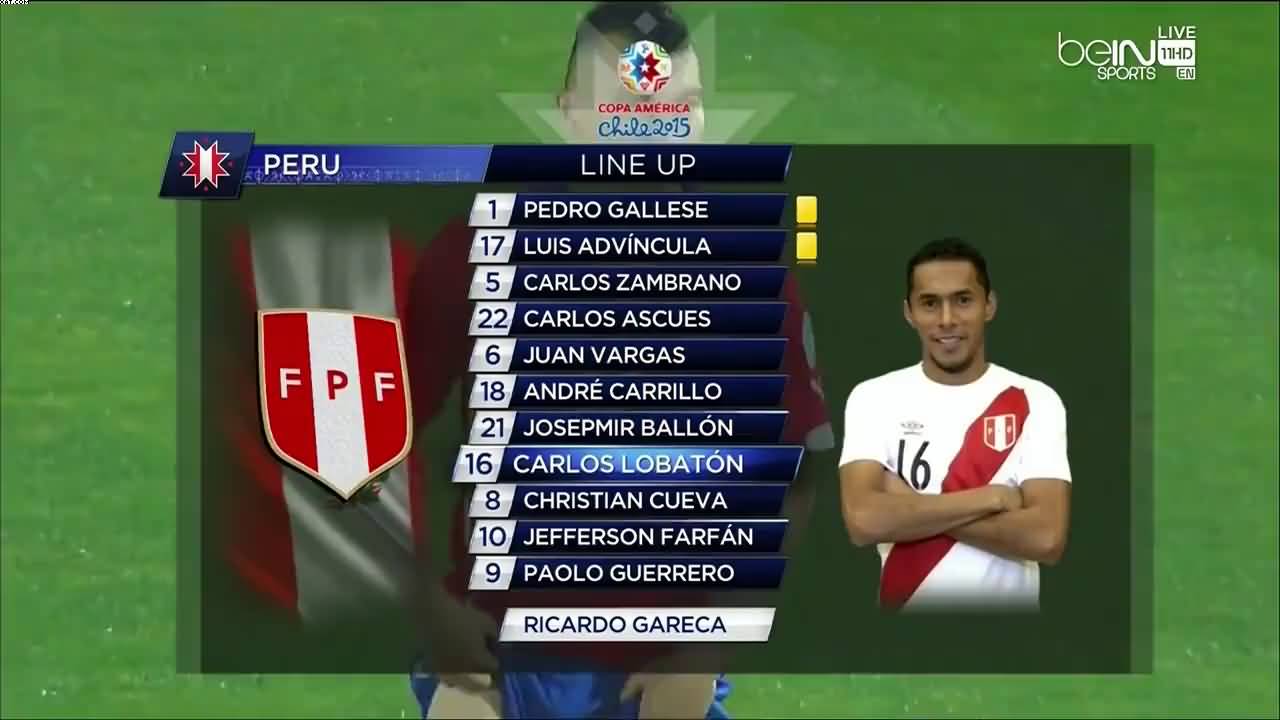 XGT.COM
LIVE
beIN 11HD
SPORTS EN
COPA AMÉRICA
Chile2015
PERU
LINE UP
1 PEDRO GALLESE
17 LUIS ADVÍNCULA
5 CARLOS ZAMBRANO
22 CARLOS ASCUES
6 JUAN VARGAS
18 ANDRÉ CARRILLO
21 JOSEPMIR BALLÓN
16 CARLOS LOBATÓN
8 CHRISTIAN CUEVA
10 JEFFERSON FARFÁN
9 PAOLO GUERRERO
RICARDO GARECA
FPF
16